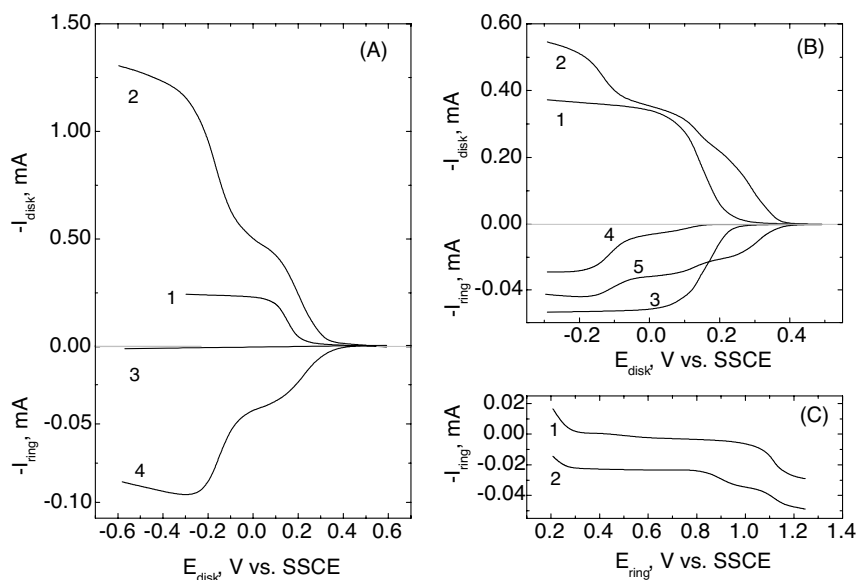 (A)
1.50
1.00
0.50
0.00
-0.05
-0.10
-I_disk, mA
-I_ring, mA
2
1
3
4
-0.6 -0.4 -0.2 0.0 0.2 0.4 0.6
E_disk, V vs. SSCE
(B)
0.60
0.40
0.20
0.00
-0.04
-I_disk, mA
-I_ring, mA
2
1
4
5
3
-0.2 0.0 0.2 0.4
E_disk, V vs. SSCE
(C)
0.02
0.00
-0.02
-0.04
-I_ring, mA
1
2
0.2 0.4 0.6 0.8 1.0 1.2 1.4
E_ring, V vs. SSCE